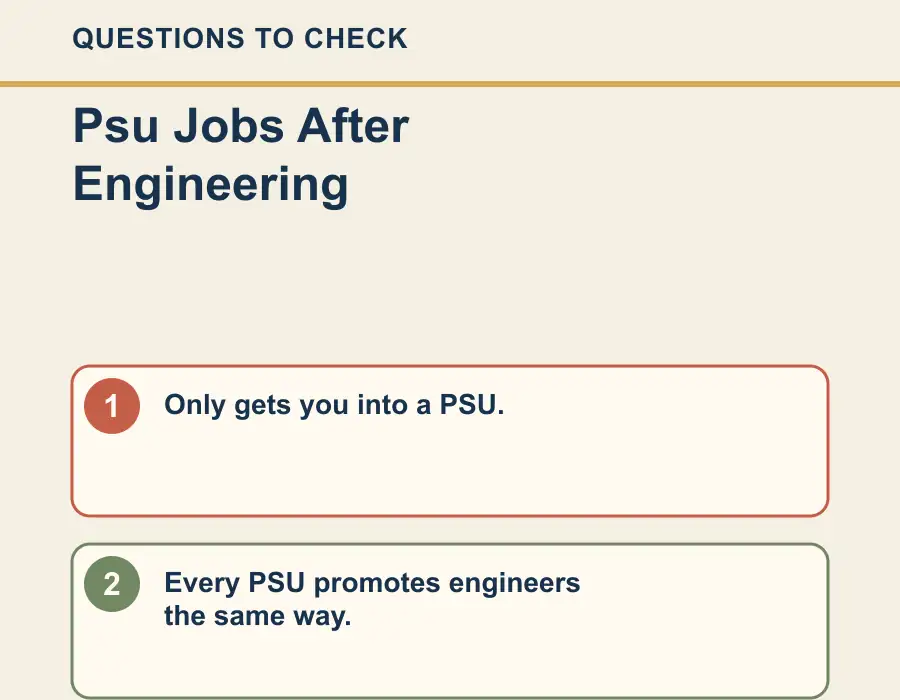 QUESTIONS TO CHECK
Psu Jobs After
Engineering
1
Only gets you into a PSU.
2
Every PSU promotes engineers
the same way.